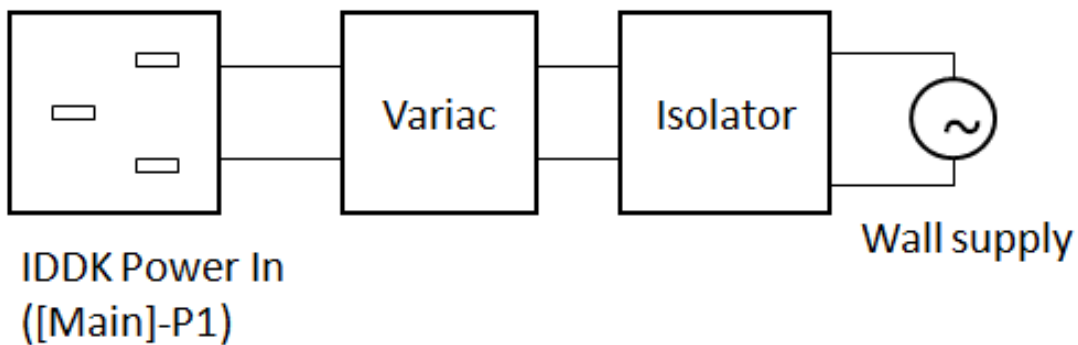 Variac
Isolator
Wall supply
IDDK Power In
([Main]-P1)